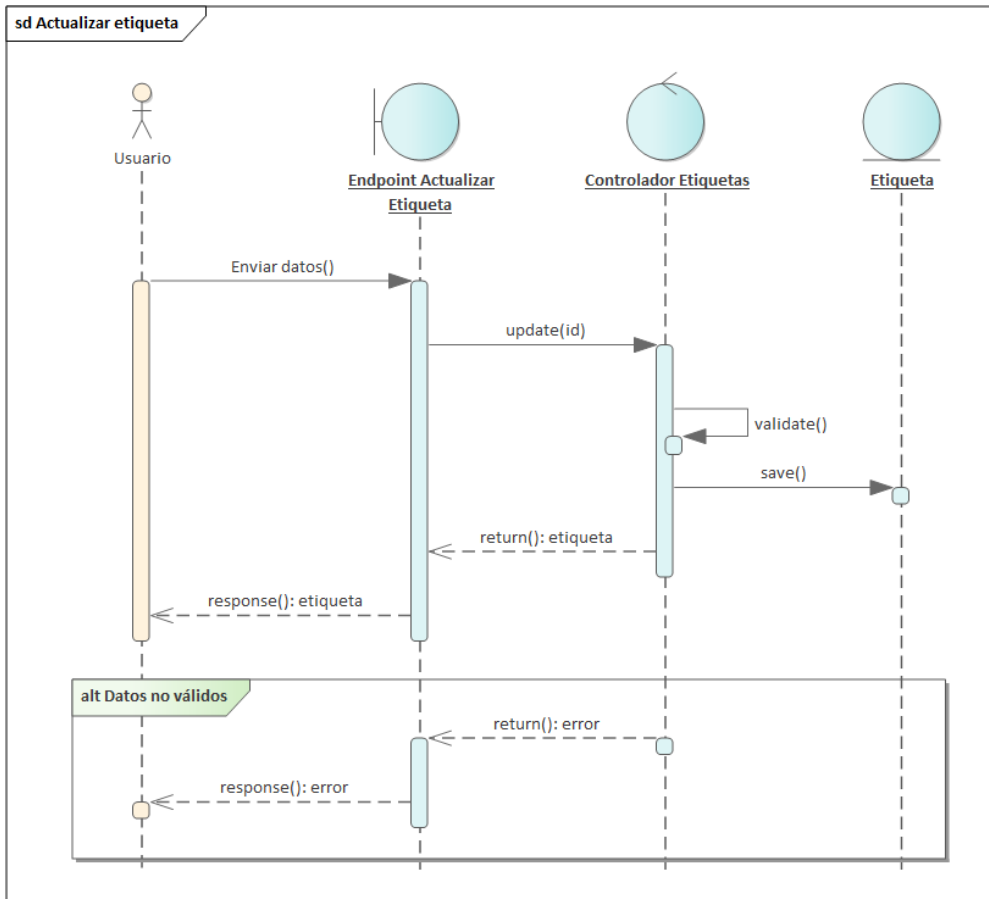 sd Actualizar etiqueta
Usuario
Endpoint Actualizar
Etiqueta
Controlador Etiquetas
Etiqueta
Enviar datos()
update(id)
validate()
save()
return(): etiqueta
response(): etiqueta
alt Datos no válidos
return(): error
response(): error